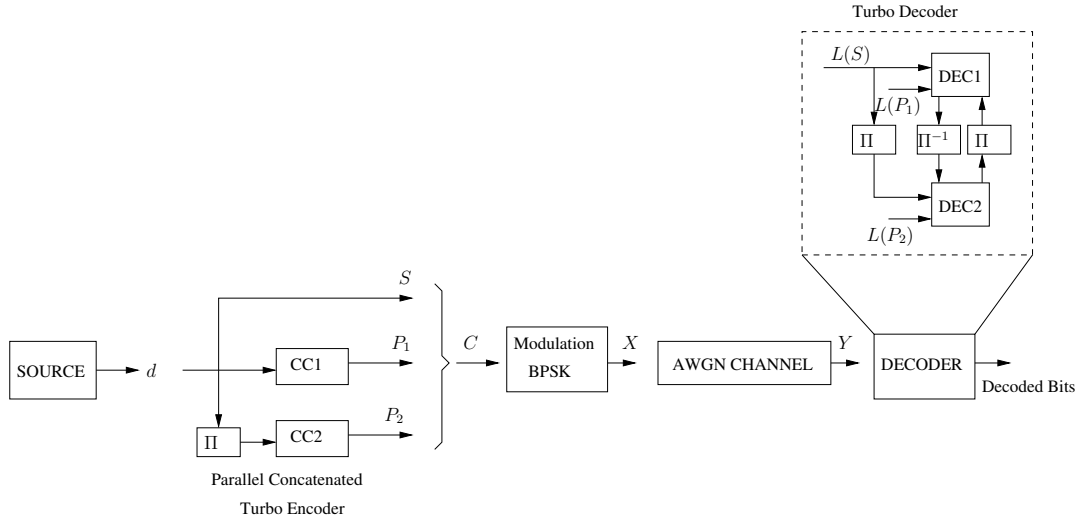 Turbo Decoder
L(S)
DEC1
L(P₁)
Π
Π⁻¹
Π
DEC2
L(P₂)
S
SOURCE
d
CC1
P₁
C
Modulation
BPSK
X
AWGN CHANNEL
Y
DECODER
Decoded Bits
Π
CC2
P₂
Parallel Concatenated
Turbo Encoder